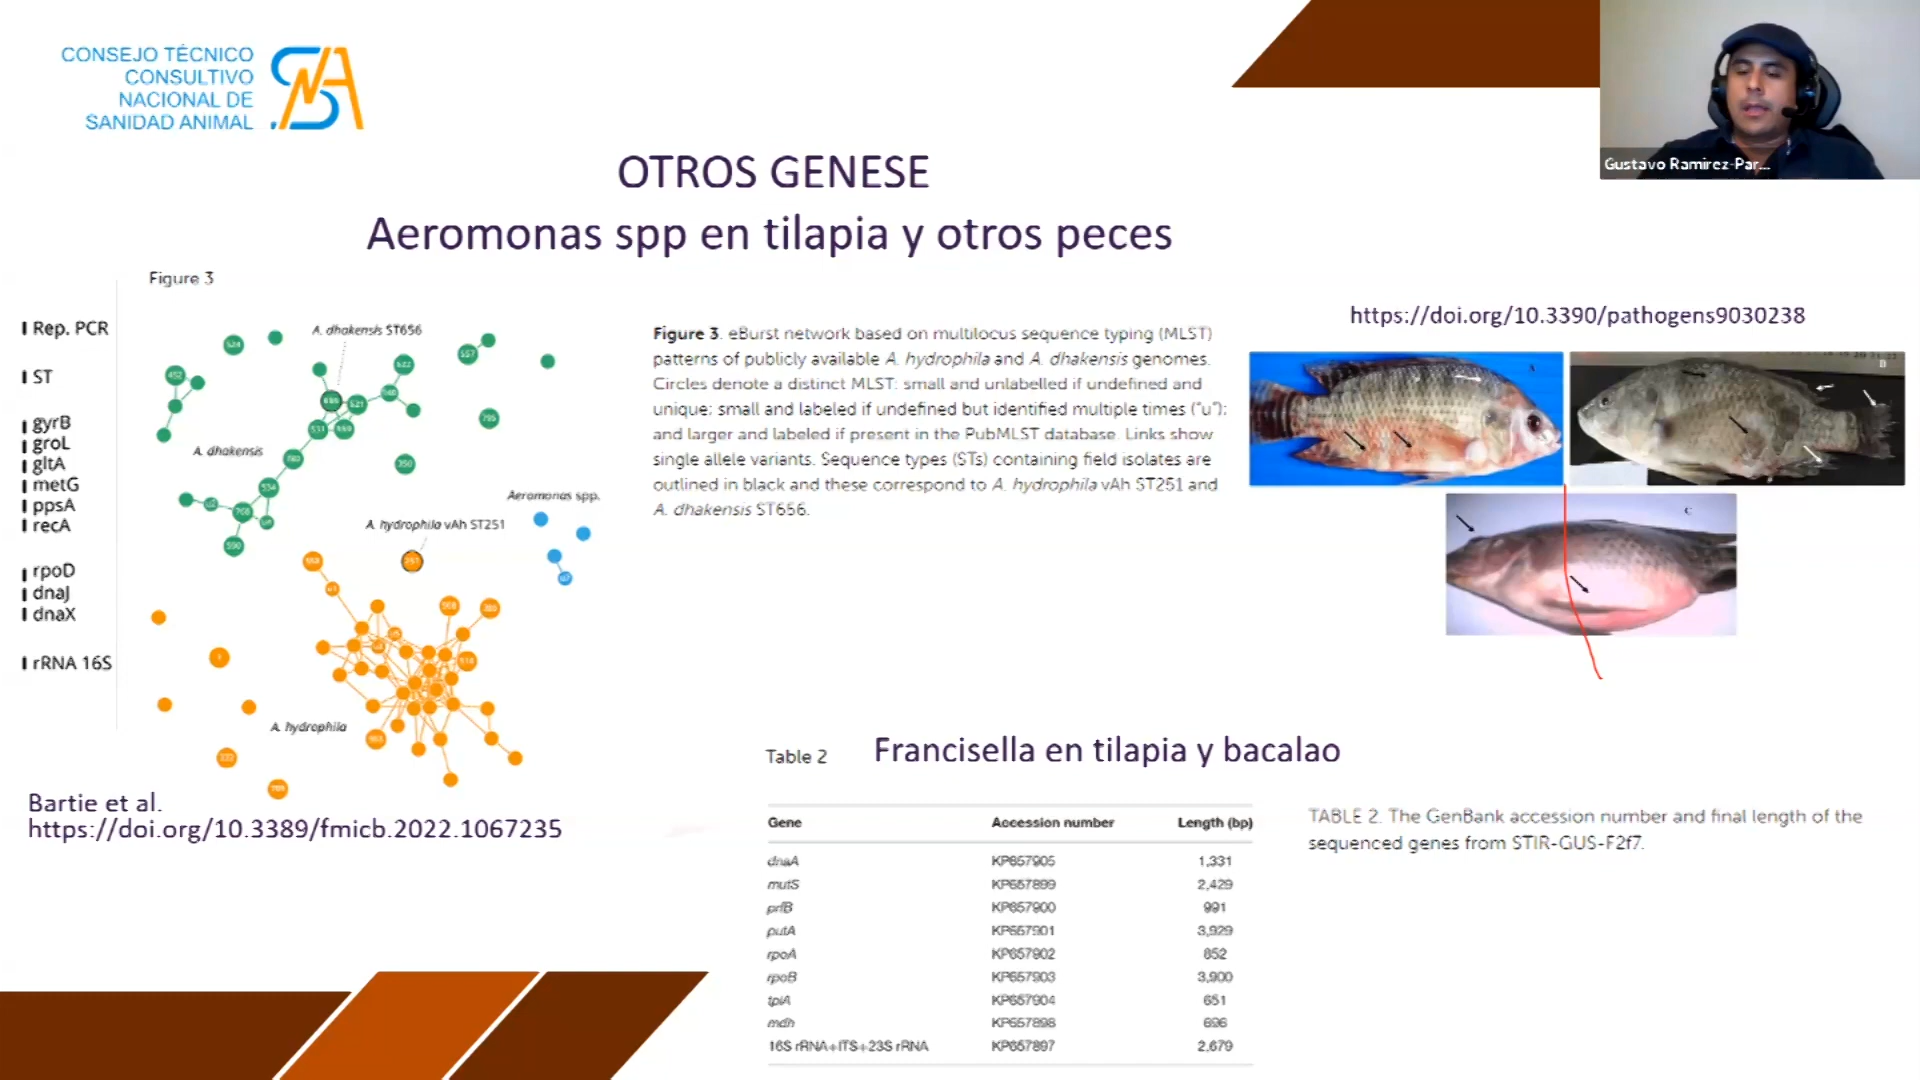 CONSEJO TÉCNICO
CONSULTIVO
NACIONAL DE
SANIDAD ANIMAL
Gustavo Ramirez-Par...
OTROS GENESE
Aeromonas spp en tilapia y otros peces
Figure 3
Rep. PCR
ST
gyrB
groL
gltA
metG
ppsA
recA
rpoD
dnaJ
dnaX
rRNA 16S
A. dhakensis ST656
A. dhakensis
Aeromonas spp.
A. hydrophila vAh ST251
A. hydrophila
Figure 3. eBurst network based on multilocus sequence typing (MLST)
patterns of publicly available A. hydrophila and A. dhakensis genomes.
Circles denote a distinct MLST: small and unlabelled if undefined and
unique; small and labeled if undefined but identified multiple times ("u");
and larger and labeled if present in the PubMLST database. Links show
single allele variants. Sequence types (STs) containing field isolates are
outlined in black and these correspond to A. hydrophila vAh ST251 and
A. dhakensis ST656.
https://doi.org/10.3390/pathogens9030238
B
C
Bartie et al.
https://doi.org/10.3389/fmicb.2022.1067235
Table 2
Francisella en tilapia y bacalao
Gene Accession number Length (bp)
dnaA KP657905 1,331
mutS KP657899 2,429
prfB KP657900 991
putA KP657901 3,929
rpoA KP657902 852
rpoB KP657903 3,900
tpiA KP657904 651
mdh KP657898 696
16S rRNA+ITS+23S rRNA KP657897 2,679
TABLE 2. The GenBank accession number and final length of the
sequenced genes from STIR-GUS-F2f7.